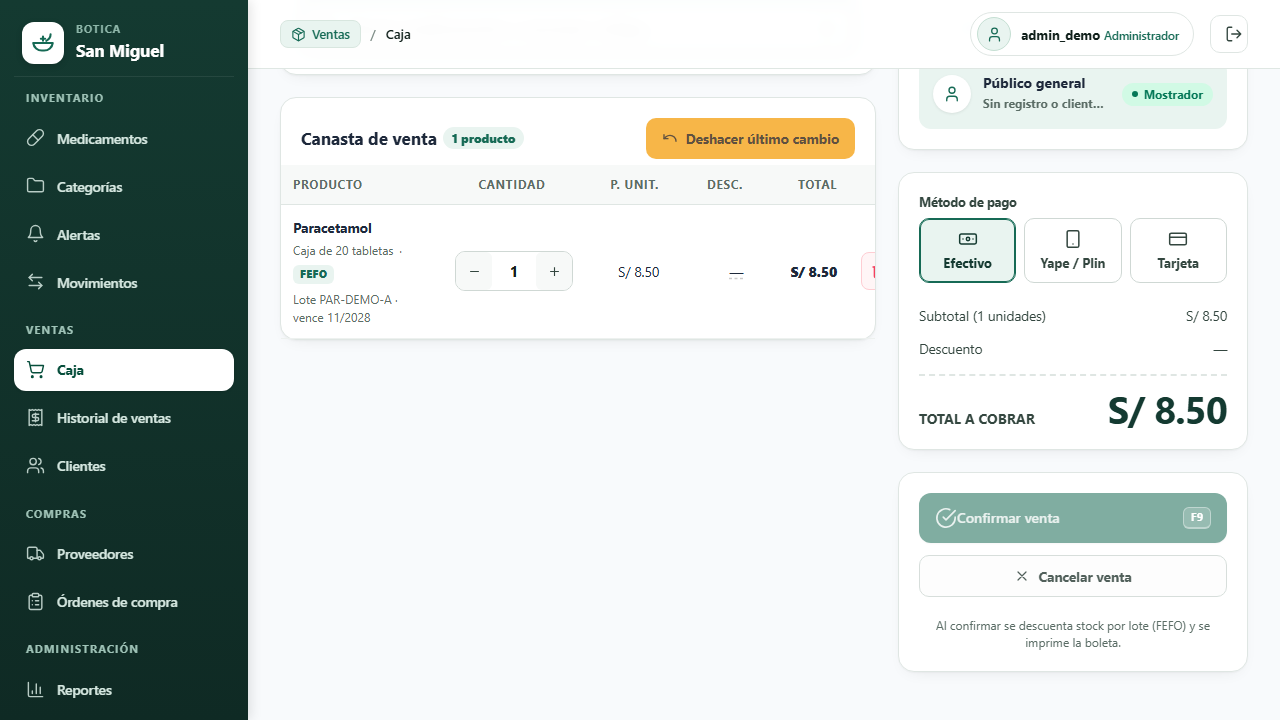 BOTICA
San Miguel
INVENTARIO
Medicamentos
Categorías
Alertas
Movimientos
VENTAS
Caja
Historial de ventas
Clientes
COMPRAS
Proveedores
Órdenes de compra
ADMINISTRACIÓN
Reportes
Ventas / Caja
admin_demo Administrador
Canasta de venta 1 producto
Deshacer último cambio
PRODUCTO CANTIDAD P. UNIT. DESC. TOTAL
Paracetamol
Caja de 20 tabletas ·
FEFO
Lote PAR-DEMO-A ·
vence 11/2028
− 1 + S/ 8.50 — S/ 8.50
Público general
Sin registro o client...
Mostrador
Método de pago
Efectivo
Yape / Plin
Tarjeta
Subtotal (1 unidades) S/ 8.50
Descuento —
TOTAL A COBRAR S/ 8.50
Confirmar venta F9
Cancelar venta
Al confirmar se descuenta stock por lote (FEFO) y se
imprime la boleta.